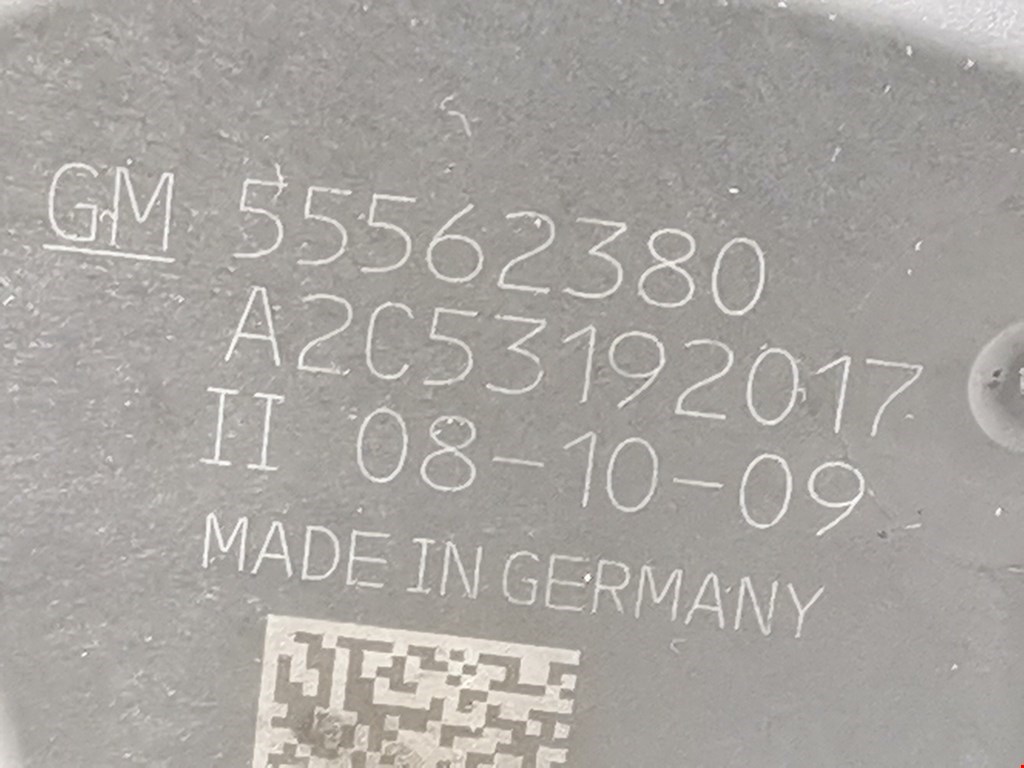 GM 55562380
A2C53192017
II 08-10-09
MADE IN GERMANY